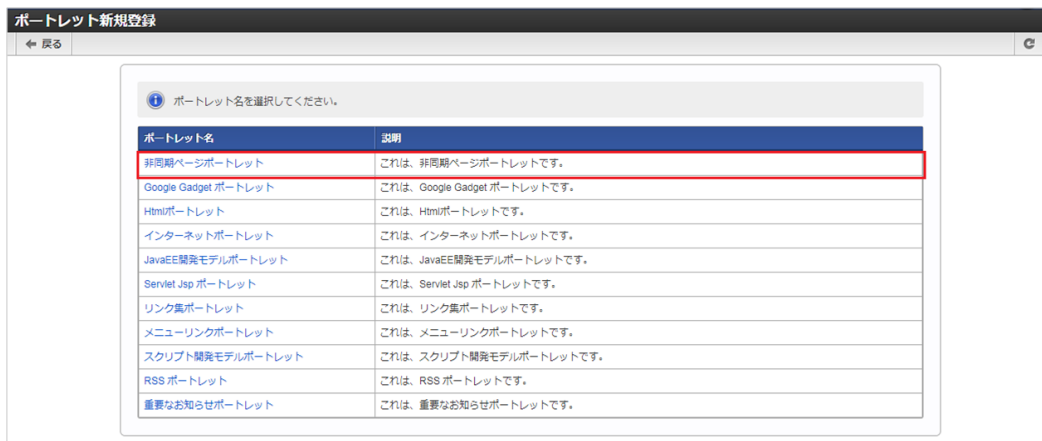 ポートレット新規登録
戻る
ポートレット名を選択してください。
ポートレット名 説明
非同期ページポートレット これは、非同期ページポートレットです。
Google Gadget ポートレット これは、Google Gadget ポートレットです。
Htmlポートレット これは、Htmlポートレットです。
インターネットポートレット これは、インターネットポートレットです。
JavaEE開発モデルポートレット これは、JavaEE開発モデルポートレットです。
Servlet Jsp ポートレット これは、Servlet Jsp ポートレットです。
リンク集ポートレット これは、リンク集ポートレットです。
メニューリンクポートレット これは、メニューリンクポートレットです。
スクリプト開発モデルポートレット これは、スクリプト開発モデルポートレットです。
RSS ポートレット これは、RSS ポートレットです。
重要なお知らせポートレット これは、重要なお知らせポートレットです。